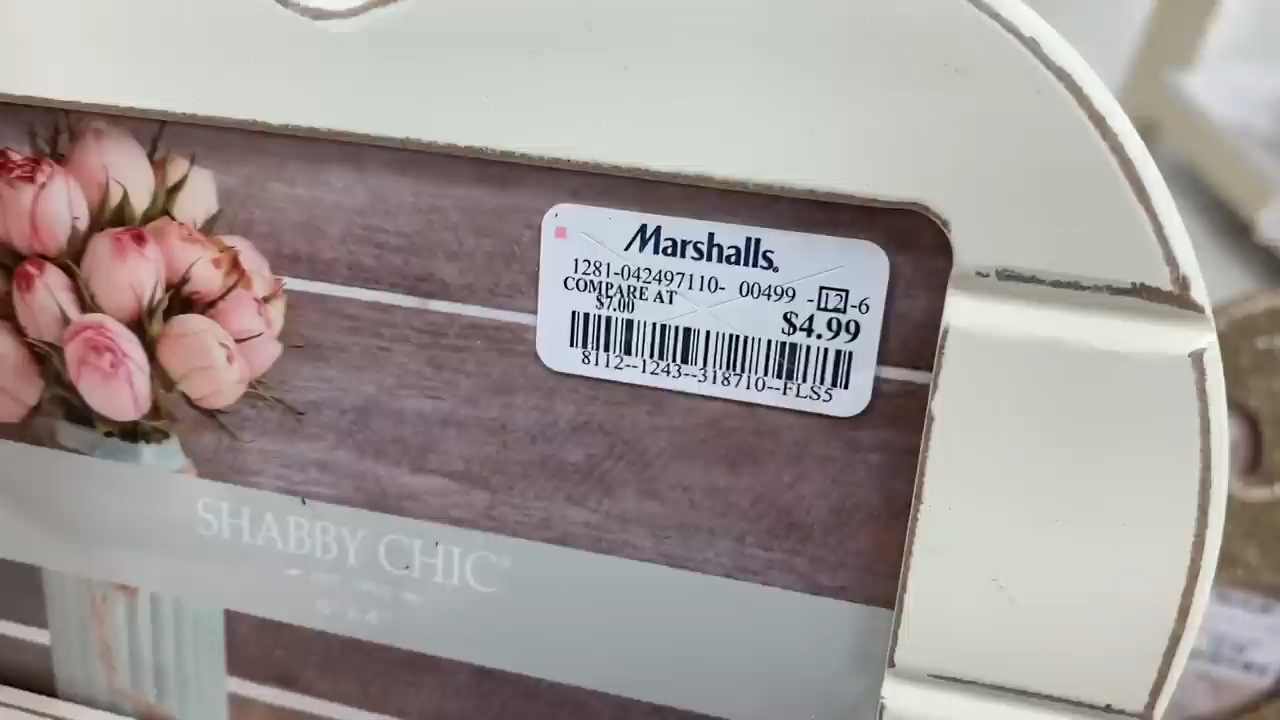 Marshalls.
1281-042497110- 00499 -12-6
COMPARE AT
$7.00
$4.99
8112--1243--318710--FLS5
SHABBY CHIC®